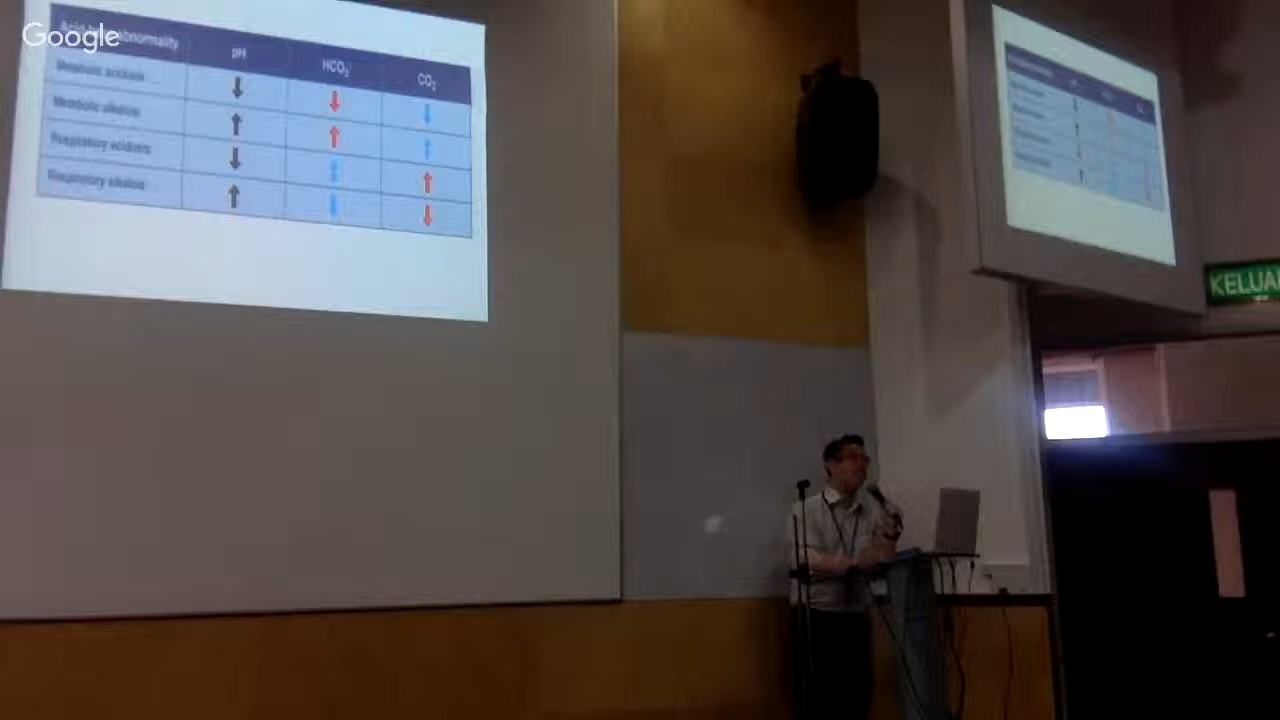 Google
Acid-base abnormality pH HCO3- CO2
Metabolic acidosis
Metabolic alkalosis
Respiratory acidosis
Respiratory alkalosis
KELUAR